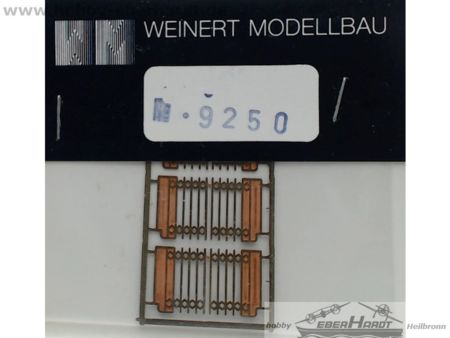 WEINERT MODELLBAU
9250
hobby EBERHARDT Heilbronn